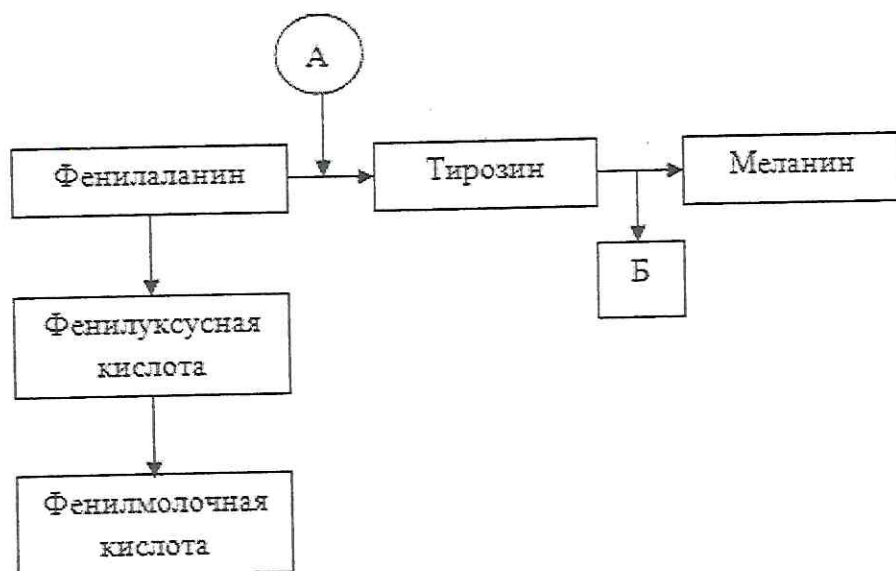 А
Фенилаланин
Тирозин
Меланин
Б
Фенилуксусная
кислота
Фенилмолочная
кислота